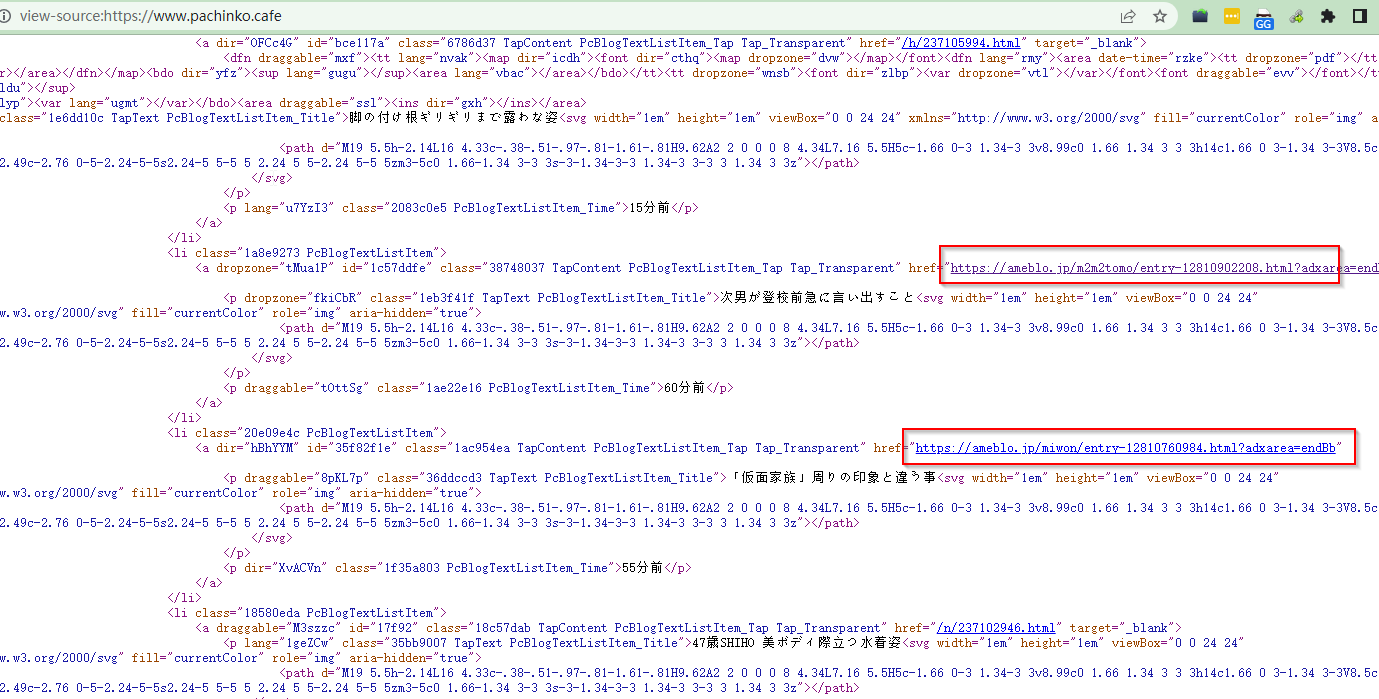 view-source:https://www.pachinko.cafe
GG
<a dir="OFCc4G" id="bce117a" class="6786d37 TapContent PcBlogTextListItem_Tap Tap_Transparent" href="/h/237105994.html" target="_blank">
<dfn draggable="mxf"><tt lang="nvak"><map dir="icdh"><font dir="cthq"><map dropzone="dvw"></map></font><dfn lang="rmy"><area date-time="rzke"><tt dropzone="pdf"></tt
r></area></dfn></map><bdo dir="yfz"><sup lang="gugu"></sup><area lang="vbac"></area></bdo></tt><tt dropzone="wnsb"><font dir="zlbp"><var dropzone="vtl"></var></font><font draggable="evv"></font></t
ldu"></sup>
lyp"><var lang="ugmt"></var></bdo><area draggable="ssl"><ins dir="gxh"></ins></area>
class="1e6dd10c TapText PcBlogTextListItem_Title">脚の付け根ギリギリまで露わな姿<svg width="1em" height="1em" viewBox="0 0 24 24" xmlns="http://www.w3.org/2000/svg" fill="currentColor" role="img" a
<path d="M19 5.5h-2.14L16 4.33c-.38-.51-.97-.81-1.61-.81H9.62A2 2 0 0 0 8 4.34L7.16 5.5H5c-1.66 0-3 1.34-3 3v8.99c0 1.66 1.34 3 3 3h14c1.66 0 3-1.34 3-3V8.5c
2.49c-2.76 0-5-2.24-5-5s2.24-5 5-5 5 2.24 5 5-2.24 5-5 5zm3-5c0 1.66-1.34 3-3 3s-3-1.34-3-3 1.34-3 3-3 3 1.34 3 3z"></path>
</svg>
</p>
<p lang="u7YzI3" class="2083c0e5 PcBlogTextListItem_Time">15分前</p>
</a>
</li>
<li class="1a8e9273 PcBlogTextListItem">
<a dropzone="tMua1P" id="1c57ddfe" class="38748037 TapContent PcBlogTextListItem_Tap Tap_Transparent" href="https://ameblo.jp/m2m2tomo/entry-12810902208.html?adxarea=endl
<p dropzone="fkiCbR" class="1eb3f41f TapText PcBlogTextListItem_Title">次男が登校前急に言い出すこと<svg width="1em" height="1em" viewBox="0 0 24 24"
w.w3.org/2000/svg" fill="currentColor" role="img" aria-hidden="true">
<path d="M19 5.5h-2.14L16 4.33c-.38-.51-.97-.81-1.61-.81H9.62A2 2 0 0 0 8 4.34L7.16 5.5H5c-1.66 0-3 1.34-3 3v8.99c0 1.66 1.34 3 3 3h14c1.66 0 3-1.34 3-3V8.5c
2.49c-2.76 0-5-2.24-5-5s2.24-5 5-5 5 2.24 5 5-2.24 5-5 5zm3-5c0 1.66-1.34 3-3 3s-3-1.34-3-3 1.34-3 3-3 3 1.34 3 3z"></path>
</svg>
</p>
<p draggable="tOttSg" class="1ae22e16 PcBlogTextListItem_Time">60分前</p>
</a>
</li>
<li class="20e09e4c PcBlogTextListItem">
<a dir="hBhYYM" id="35f82f1e" class="1ac954ea TapContent PcBlogTextListItem_Tap Tap_Transparent" href="https://ameblo.jp/miwon/entry-12810760984.html?adxarea=endBb"
<p draggable="8pKL7p" class="36ddccd3 TapText PcBlogTextListItem_Title">「仮面家族」周りの印象と違う事<svg width="1em" height="1em" viewBox="0 0 24 24"
w.w3.org/2000/svg" fill="currentColor" role="img" aria-hidden="true">
<path d="M19 5.5h-2.14L16 4.33c-.38-.51-.97-.81-1.61-.81H9.62A2 2 0 0 0 8 4.34L7.16 5.5H5c-1.66 0-3 1.34-3 3v8.99c0 1.66 1.34 3 3 3h14c1.66 0 3-1.34 3-3V8.5c
2.49c-2.76 0-5-2.24-5-5s2.24-5 5-5 5 2.24 5 5-2.24 5-5 5zm3-5c0 1.66-1.34 3-3 3s-3-1.34-3-3 1.34-3 3-3 3 1.34 3 3z"></path>
</svg>
</p>
<p dir="XvACVn" class="1f35a803 PcBlogTextListItem_Time">55分前</p>
</a>
</li>
<li class="18580eda PcBlogTextListItem">
<a draggable="M3szzc" id="17f92" class="18c57dab TapContent PcBlogTextListItem_Tap Tap_Transparent" href="/n/237102946.html" target="_blank">
<p lang="1geZCw" class="35bb9007 TapText PcBlogTextListItem_Title">47歳SHIHO 美ボディ際立つ水着姿<svg width="1em" height="1em" viewBox="0 0 24 24"
w.w3.org/2000/svg" fill="currentColor" role="img" aria-hidden="true">
<path d="M19 5.5h-2.14L16 4.33c-.38-.51-.97-.81-1.61-.81H9.62A2 2 0 0 0 8 4.34L7.16 5.5H5c-1.66 0-3 1.34-3 3v8.99c0 1.66 1.34 3 3 3h14c1.66 0 3-1.34 3-3V8.5c
2.49c-2.76 0-5-2.24-5-5s2.24-5 5-5 5 2.24 5 5-2.24 5-5 5zm3-5c0 1.66-1.34 3-3 3s-3-1.34-3-3 1.34-3 3-3 3 1.34 3 3z"></path>